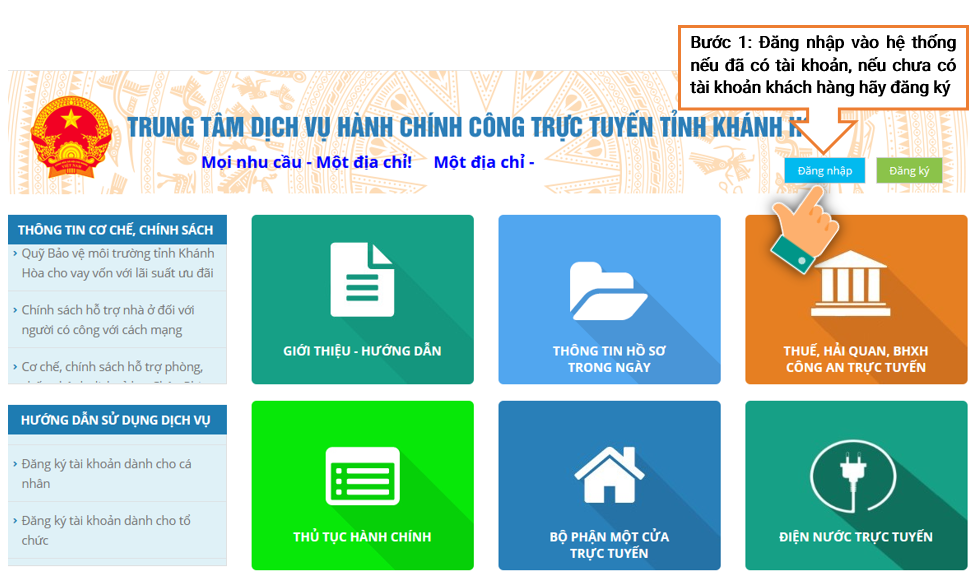 Bước 1: Đăng nhập vào hệ thống
nếu đã có tài khoản, nếu chưa có
tài khoản khách hàng hãy đăng ký
TRUNG TÂM DỊCH VỤ HÀNH CHÍNH CÔNG TRỰC TUYẾN TỈNH KHÁNH
Mọi nhu cầu - Một địa chỉ! Một địa chỉ -
Đăng nhập
Đăng ký
THÔNG TIN CƠ CHẾ, CHÍNH SÁCH
› Quỹ Bảo vệ môi trường tỉnh Khánh
Hòa cho vay vốn với lãi suất ưu đãi
› Chính sách hỗ trợ nhà ở đối với
người có công với cách mạng
› Cơ chế, chính sách hỗ trợ phòng,
GIỚI THIỆU - HƯỚNG DẪN
THÔNG TIN HỒ SƠ
TRONG NGÀY
THUẾ, HẢI QUAN, BHXH
CÔNG AN TRỰC TUYẾN
HƯỚNG DẪN SỬ DỤNG DỊCH VỤ
› Đăng ký tài khoản dành cho cá
nhân
› Đăng ký tài khoản dành cho tổ
chức
THỦ TỤC HÀNH CHÍNH
BỘ PHẬN MỘT CỬA
TRỰC TUYẾN
ĐIỆN NƯỚC TRỰC TUYẾN